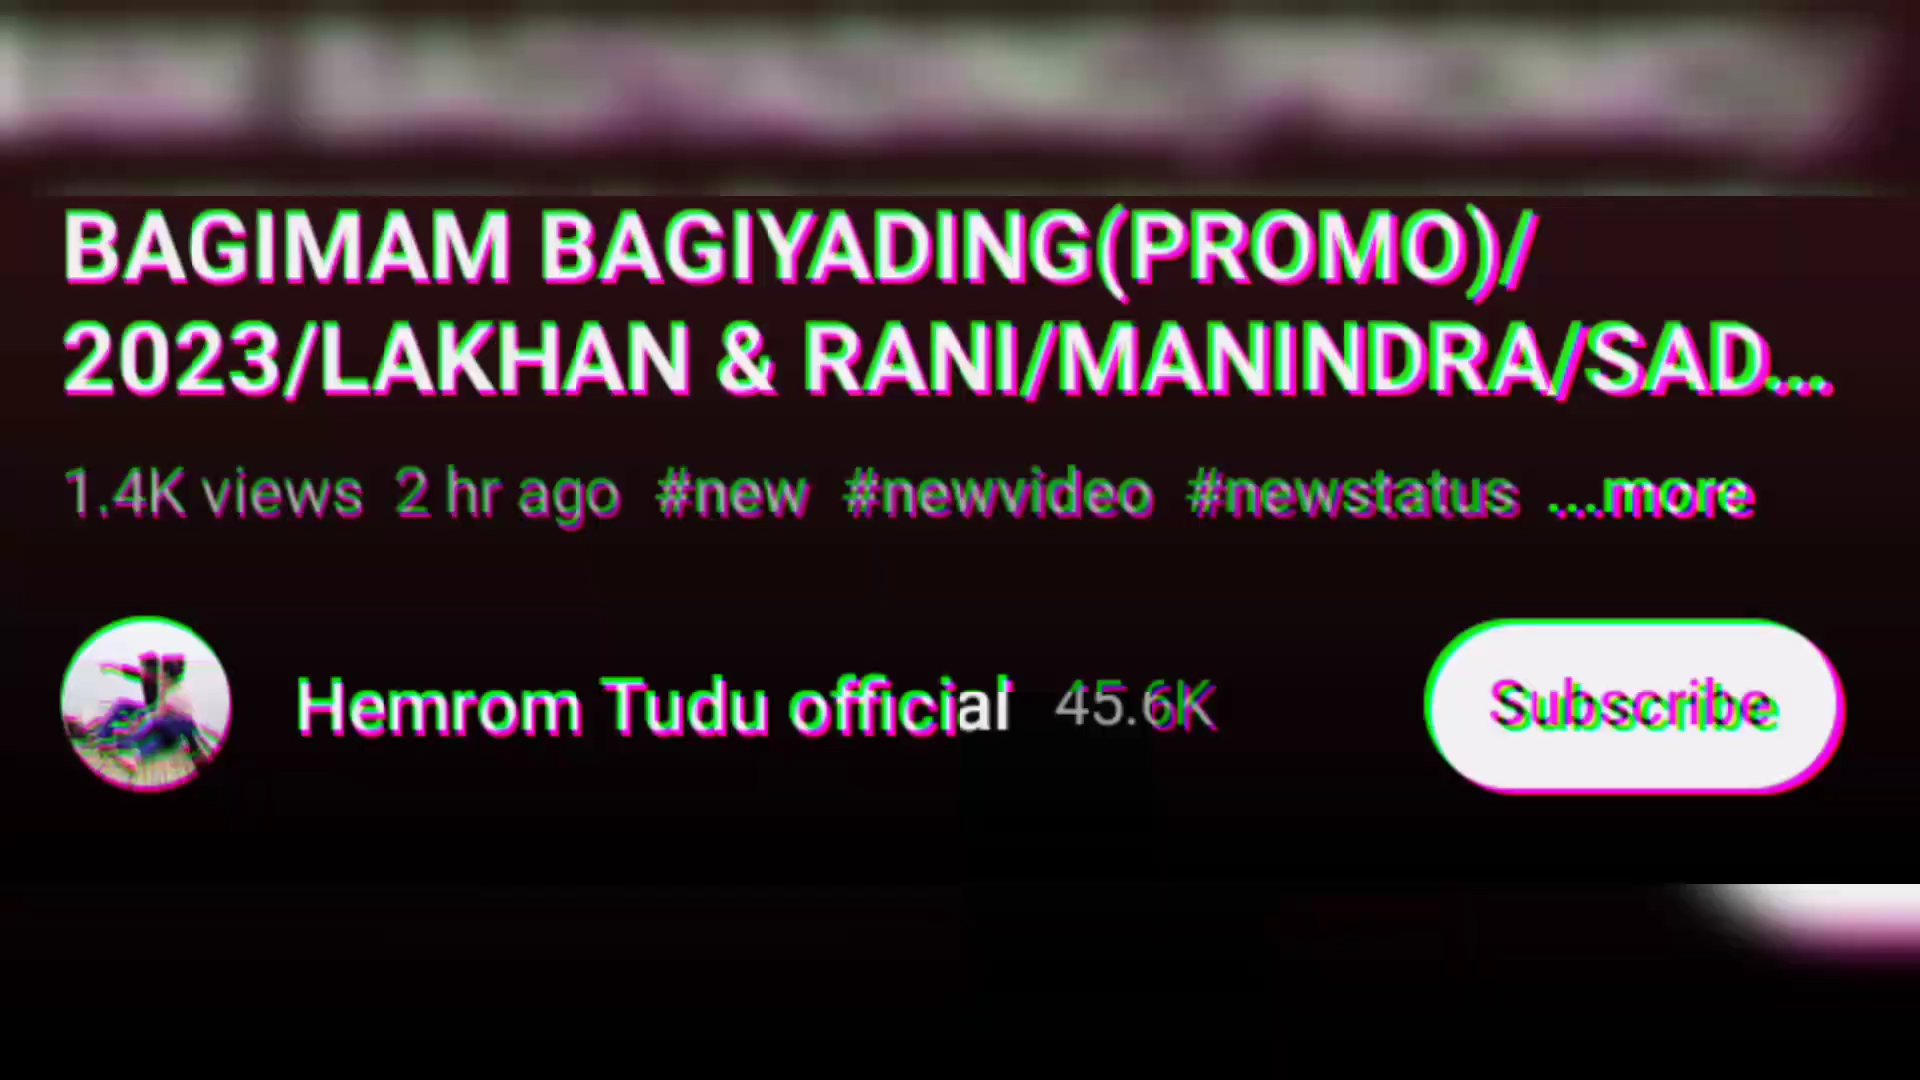 BAGIMAM BAGIYADING(PROMO)/
2023/LAKHAN & RANI/MANINDRA/SAD...
1.4K views 2 hr ago #new #newvideo #newstatus ...more
Hemrom Tudu official 45.6K
Subscribe